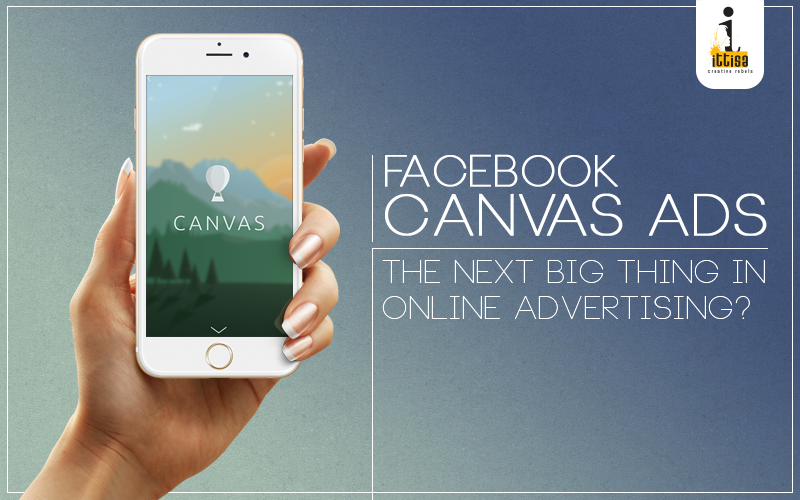 ittisa
creative rebels
CANVAS
FACEBOOK
CANVAS ADS
THE NEXT BIG THING IN
ONLINE ADVERTISING?